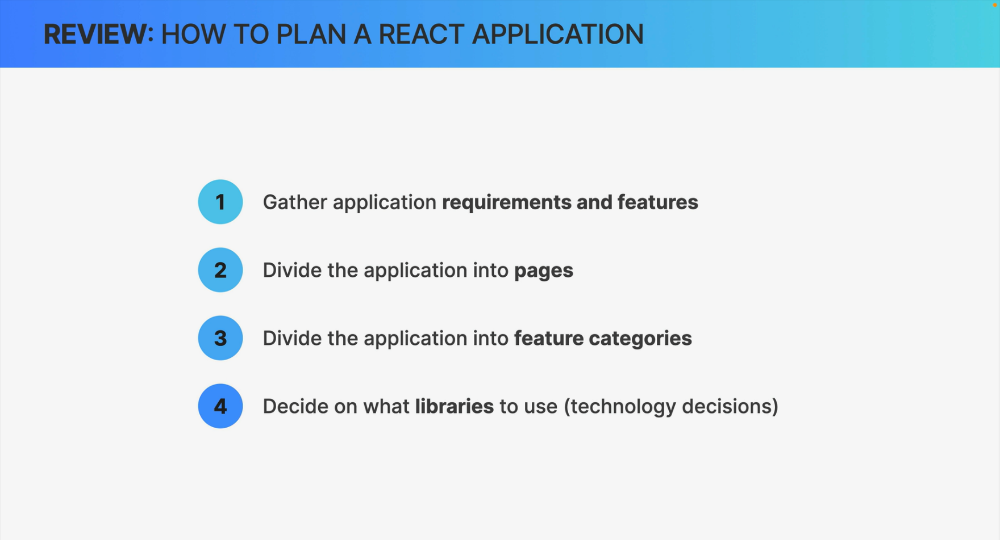 REVIEW: HOW TO PLAN A REACT APPLICATION
1 Gather application requirements and features
2 Divide the application into pages
3 Divide the application into feature categories
4 Decide on what libraries to use (technology decisions)